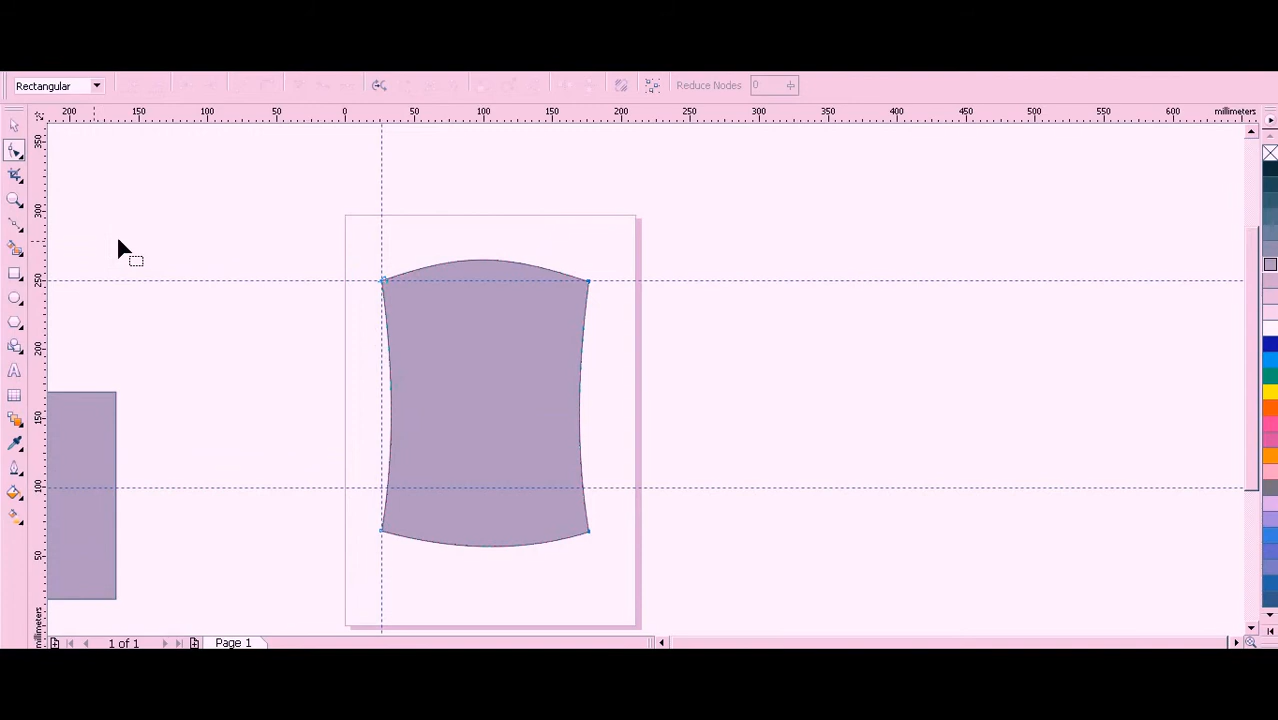 Rectangular
Reduce Nodes 0
200 150 100 50 0 50 100 150 200 250 300 350 400 450 500 550 600 millimeters
350
300
250
200
150
100
50
millimeters
1 of 1 Page 1